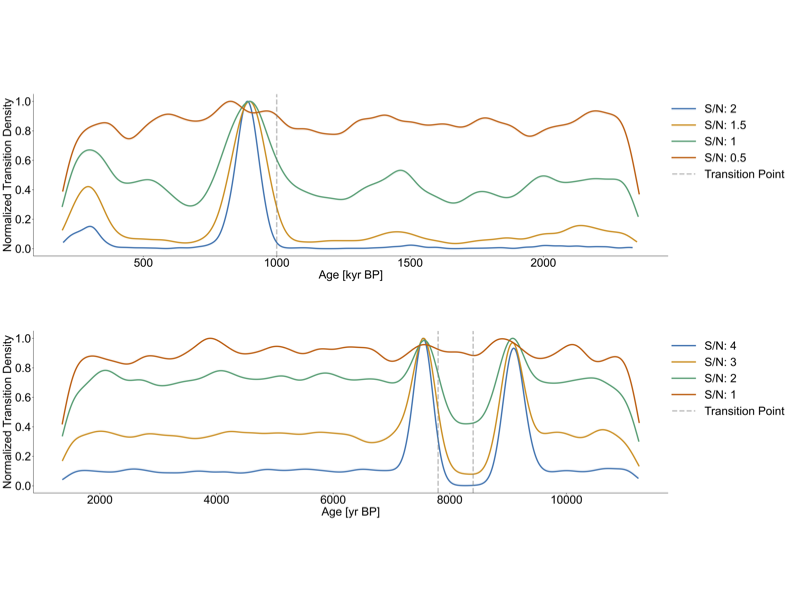 Normalized Transition Density
1.0
0.8
0.6
0.4
0.2
0.0
500
1000
1500
2000
Age [kyr BP]
S/N: 2
S/N: 1.5
S/N: 1
S/N: 0.5
Transition Point
Normalized Transition Density
1.0
0.8
0.6
0.4
0.2
0.0
2000
4000
6000
8000
10000
Age [yr BP]
S/N: 4
S/N: 3
S/N: 2
S/N: 1
Transition Point